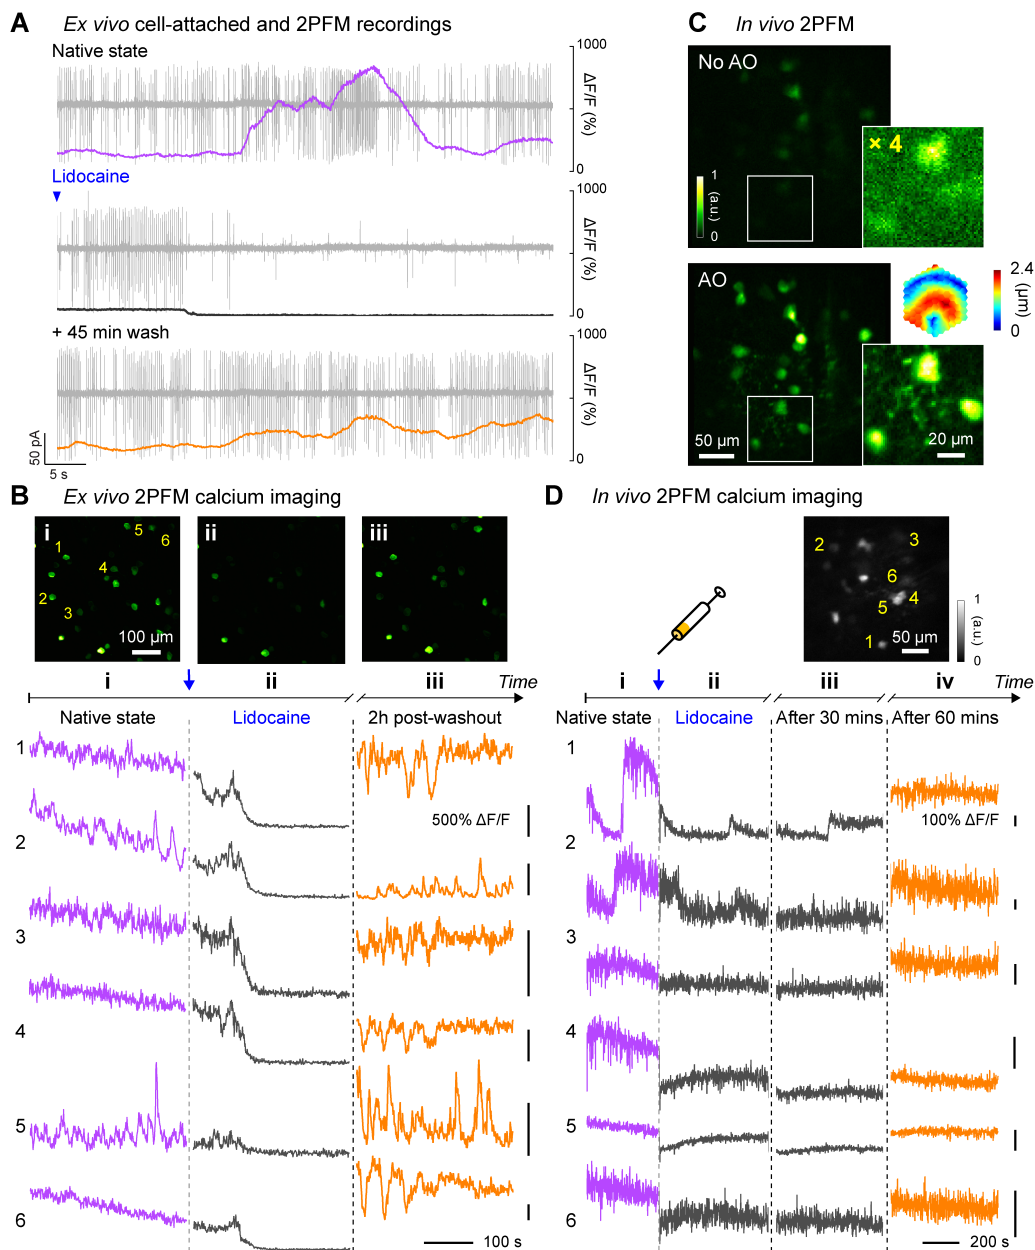 A Ex vivo cell-attached and 2PFM recordings
Native state
1000
ΔF/F (%)
0
Lidocaine
1000
ΔF/F (%)
0
+ 45 min wash
1000
ΔF/F (%)
0
50 pA
5 s
C In vivo 2PFM
No AO
1
(a.u.)
0
× 4
AO
2.4
(μm)
0
50 μm
20 μm
B Ex vivo 2PFM calcium imaging
i
1
2
3
4
5
6
100 μm
ii
iii
i ii iii Time
Native state Lidocaine 2h post-washout
1
2
3
4
5
6
500% ΔF/F
100 s
D In vivo 2PFM calcium imaging
2
3
6
5
4
1
50 μm
1
(a.u.)
0
i ii iii iv Time
Native state Lidocaine After 30 mins After 60 mins
1
2
3
4
5
6
100% ΔF/F
200 s